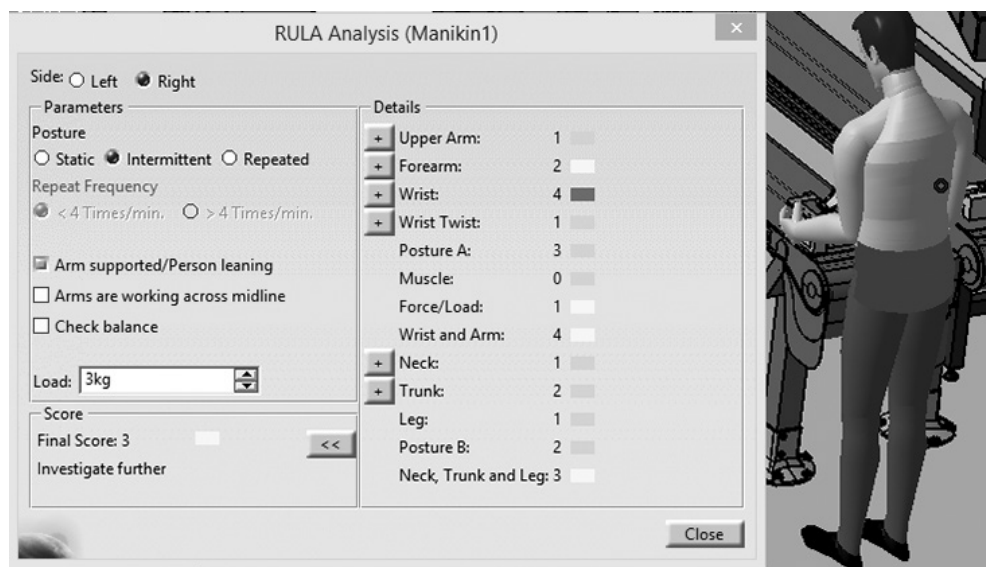 RULA Analysis (Manikin1)
Side: Left Right
Parameters
Posture
Static Intermittent Repeated
Repeat Frequency
< 4 Times/min. > 4 Times/min.
Arm supported/Person leaning
Arms are working across midline
Check balance
Load: 3kg
Score
Final Score: 3
<<
Investigate further
Details
+ Upper Arm: 1
+ Forearm: 2
+ Wrist: 4
+ Wrist Twist: 1
Posture A: 3
Muscle: 0
Force/Load: 1
Wrist and Arm: 4
+ Neck: 1
+ Trunk: 2
Leg: 1
Posture B: 2
Neck, Trunk and Leg: 3
Close